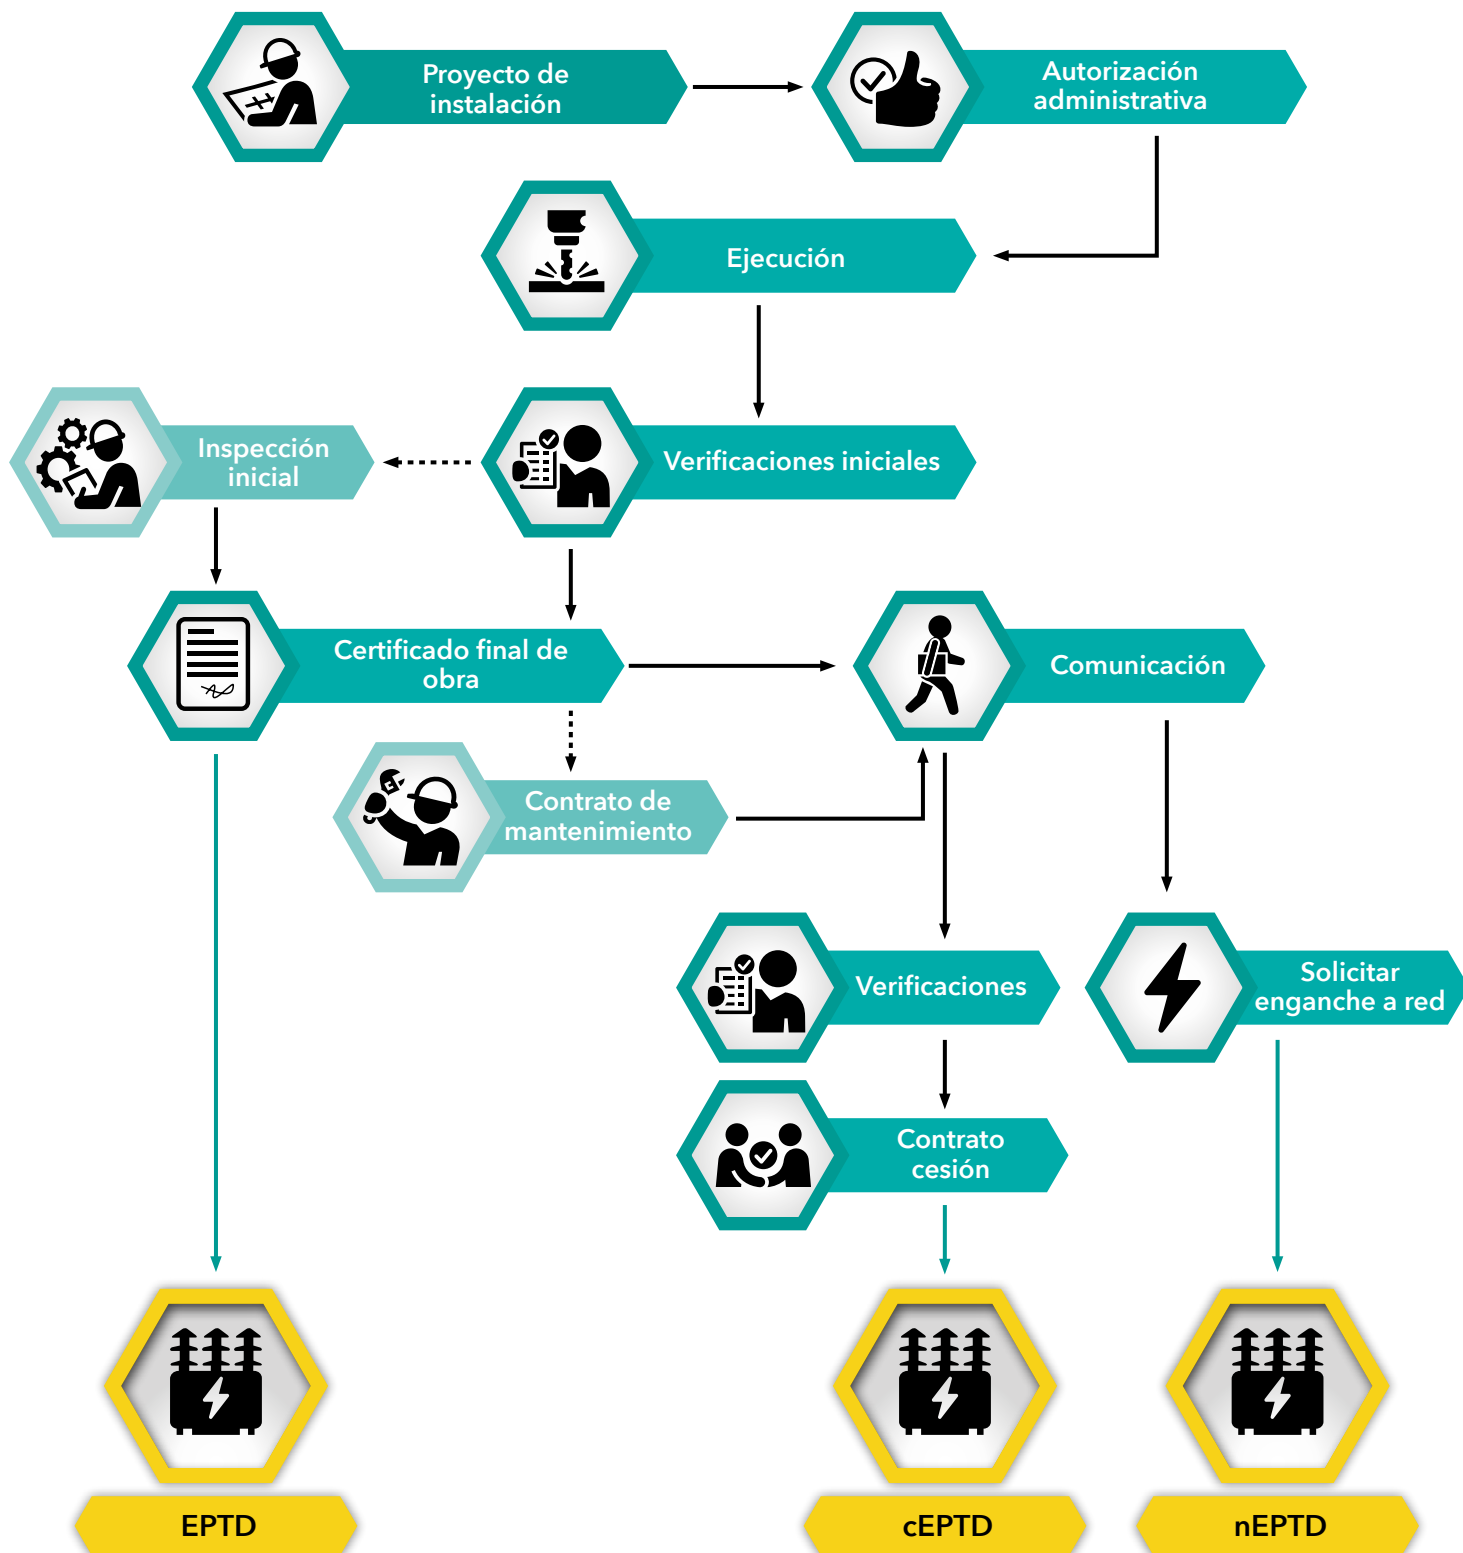 Proyecto de
instalación
Autorización
administrativa
Ejecución
Inspección
inicial
Verificaciones iniciales
Certificado final de
obra
Comunicación
Contrato de
mantenimiento
Verificaciones
Solicitar
enganche a red
Contrato
cesión
EPTD
cEPTD
nEPTD